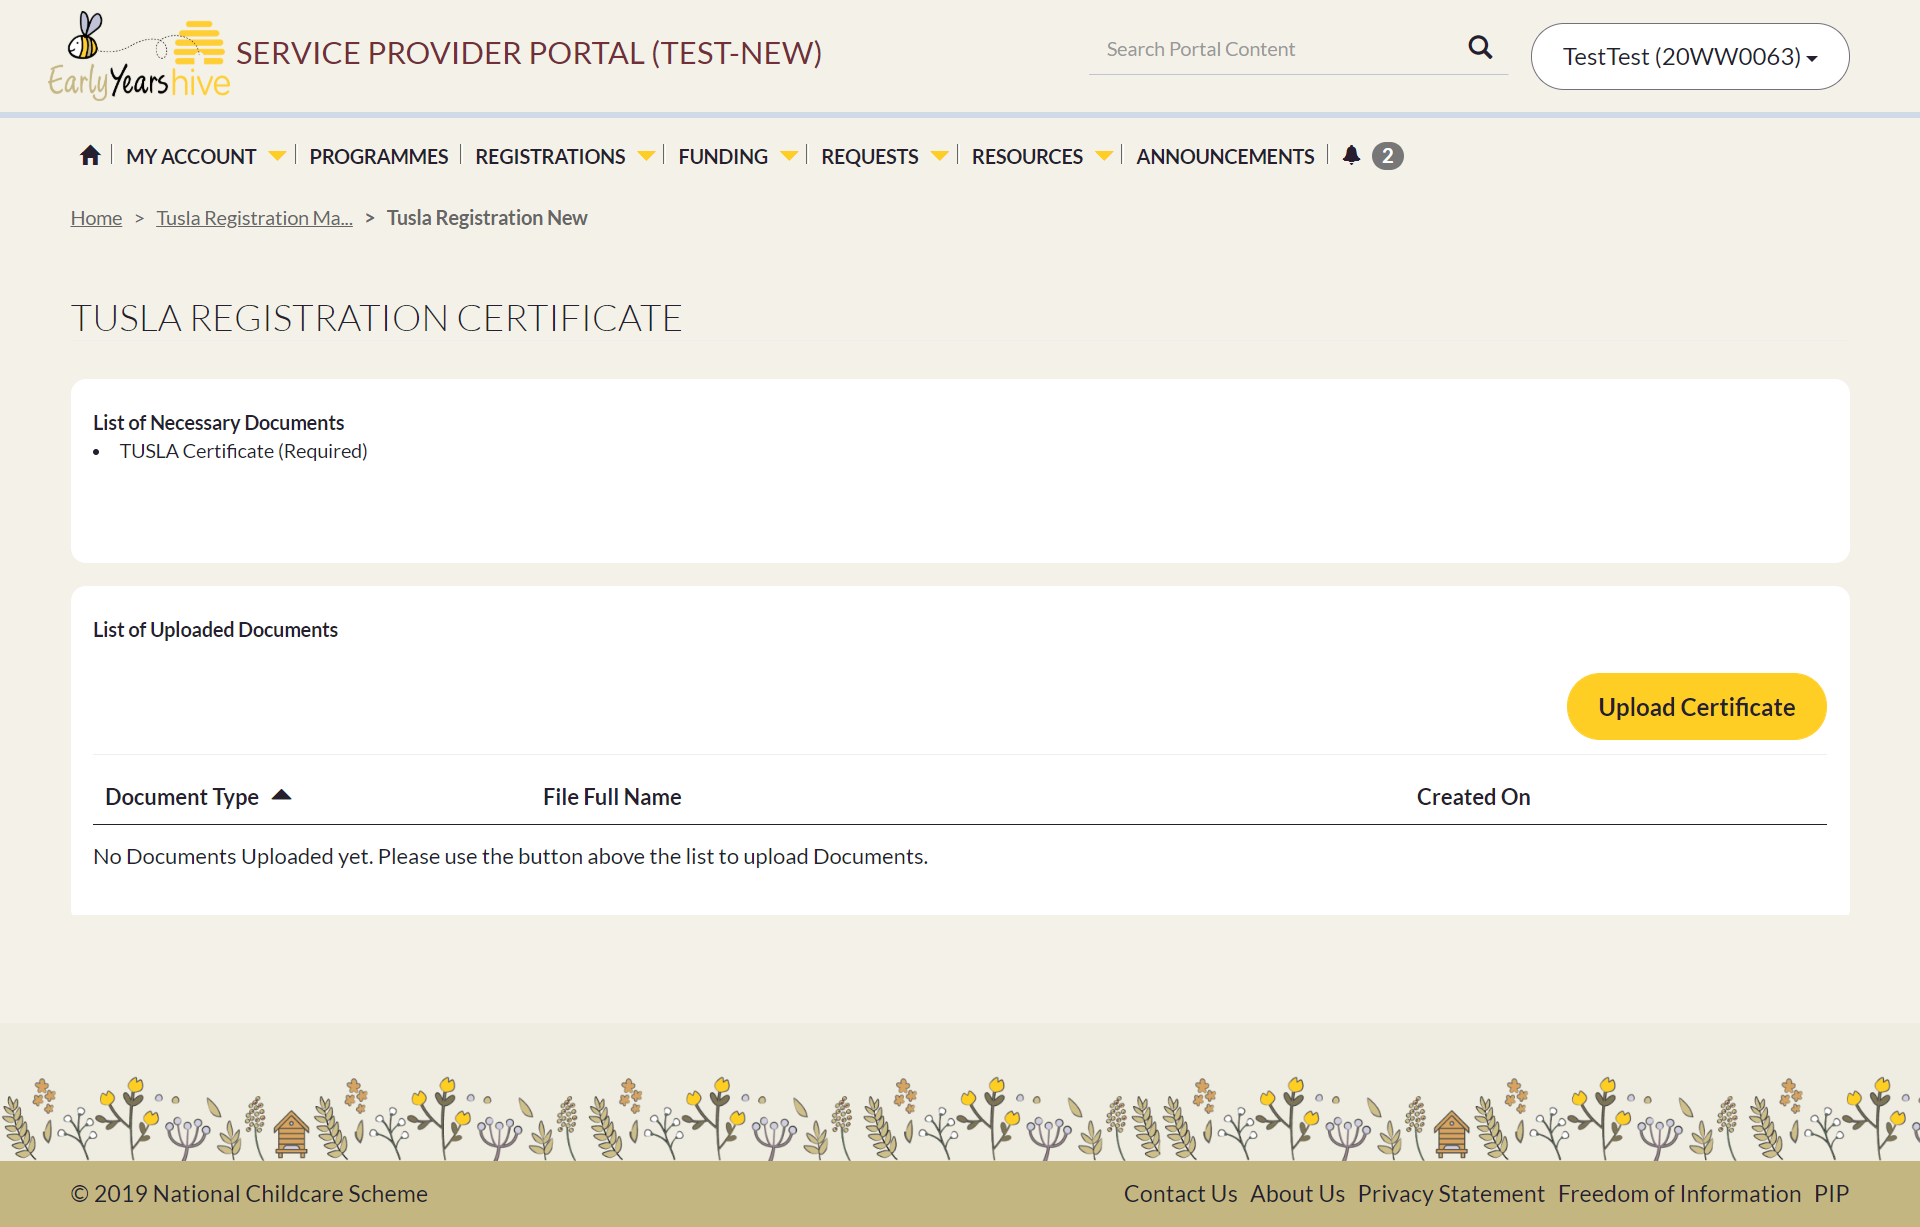 Early Years hive
SERVICE PROVIDER PORTAL (TEST-NEW)
Search Portal Content
TestTest (20WW0063)
MY ACCOUNT PROGRAMMES REGISTRATIONS FUNDING REQUESTS RESOURCES ANNOUNCEMENTS 2
Home > Tusla Registration Ma... > Tusla Registration New
TUSLA REGISTRATION CERTIFICATE
List of Necessary Documents
• TUSLA Certificate (Required)
List of Uploaded Documents
Upload Certificate
Document Type File Full Name Created On
No Documents Uploaded yet. Please use the button above the list to upload Documents.
© 2019 National Childcare Scheme
Contact Us About Us Privacy Statement Freedom of Information PIP